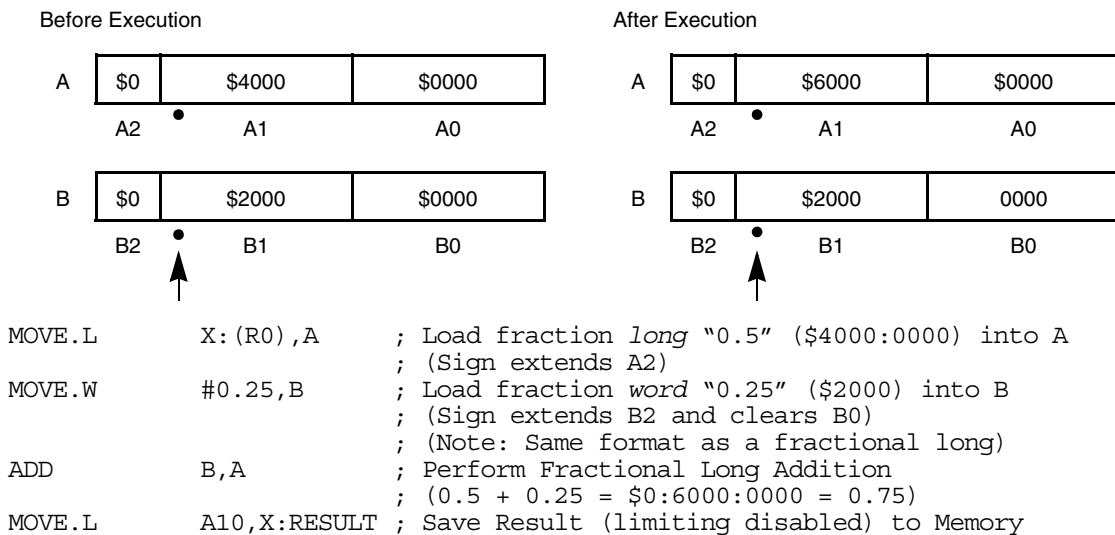 Before Execution After Execution
A $0 $4000 $0000 A $0 $6000 $0000
A2 A1 A0 A2 A1 A0
B $0 $2000 $0000 B $0 $2000 0000
B2 B1 B0 B2 B1 B0
MOVE.L X:(R0),A ; Load fraction long “0.5” ($4000:0000) into A
; (Sign extends A2)
MOVE.W #0.25,B ; Load fraction word “0.25” ($2000) into B
; (Sign extends B2 and clears B0)
; (Note: Same format as a fractional long)
ADD B,A ; Perform Fractional Long Addition
; (0.5 + 0.25 = $0:6000:0000 = 0.75)
MOVE.L A10,X:RESULT ; Save Result (limiting disabled) to Memory